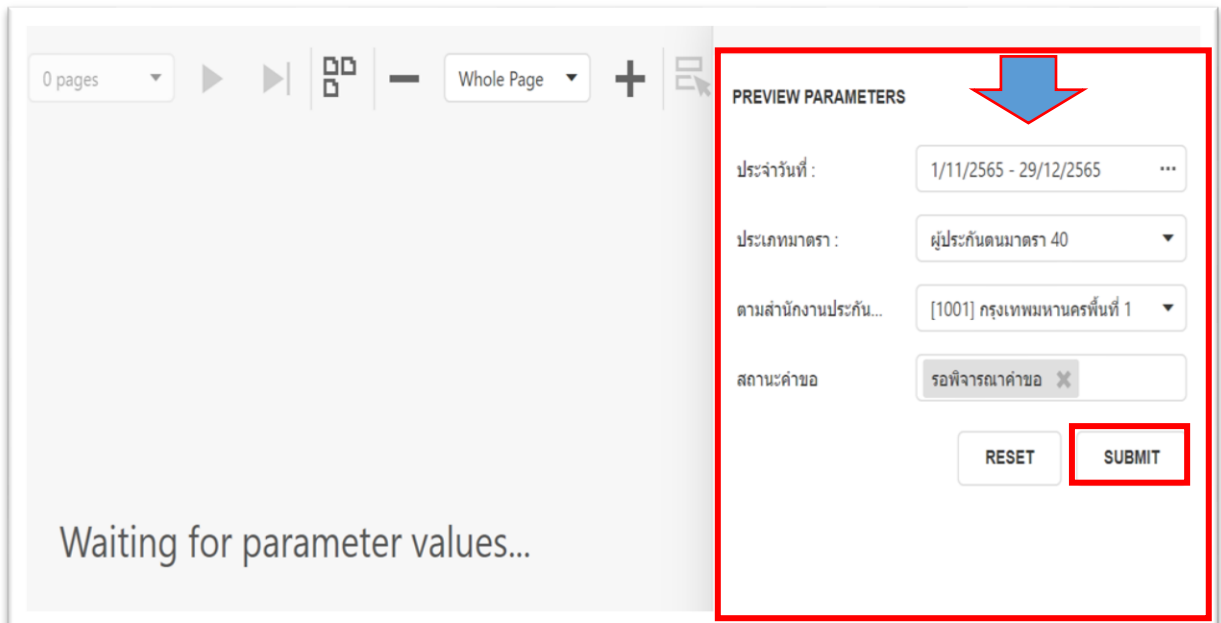 0 pages
Whole Page
PREVIEW PARAMETERS
ประจำวันที่ :
1/11/2565 - 29/12/2565
ประเภทมาตรา :
ผู้ประกันตนมาตรา 40
ตามสำนักงานประกัน...
[1001] กรุงเทพมหานครพื้นที่ 1
สถานะคำขอ
รอพิจารณาคำขอ
RESET
SUBMIT
Waiting for parameter values...